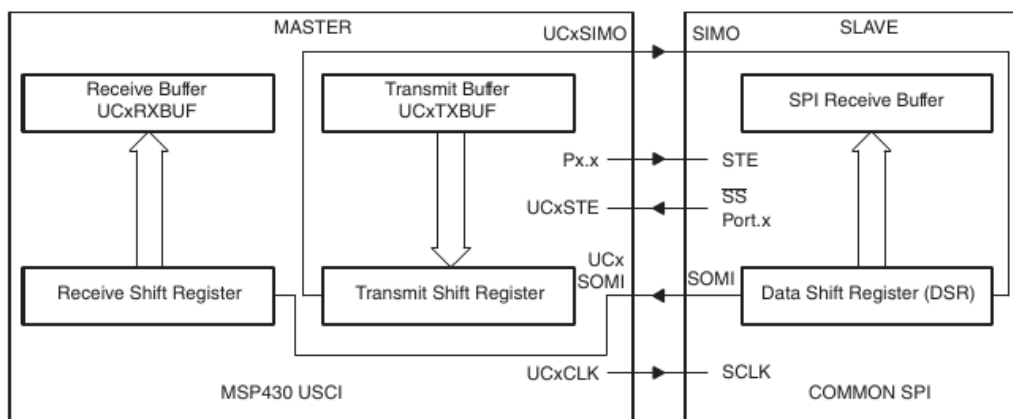 MASTER
Receive Buffer
UCxRXBUF
Transmit Buffer
UCxTXBUF
Receive Shift Register
Transmit Shift Register
MSP430 USCI
UCxSIMO
Px.x
UCxSTE
UCx
SOMI
UCxCLK
SLAVE
SIMO
SPI Receive Buffer
STE
SS
Port.x
SOMI
Data Shift Register (DSR)
SCLK
COMMON SPI